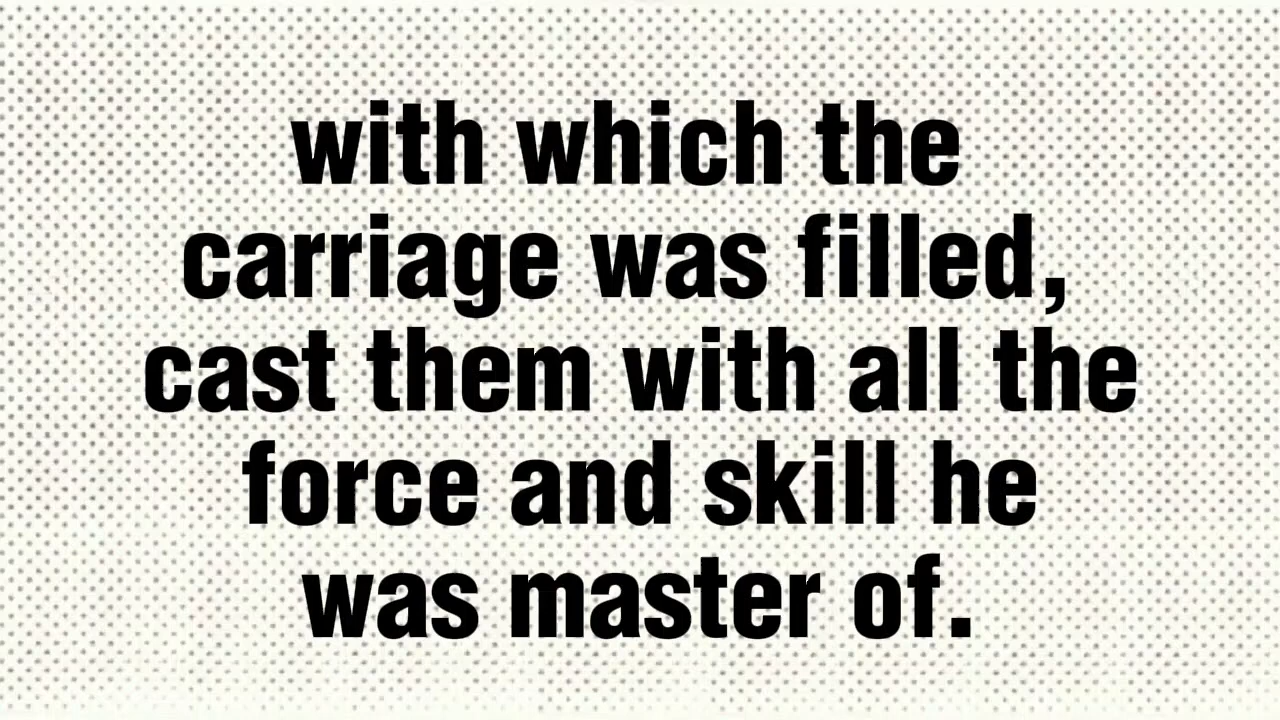 with which the
carriage was filled,
cast them with all the
force and skill he
was master of.